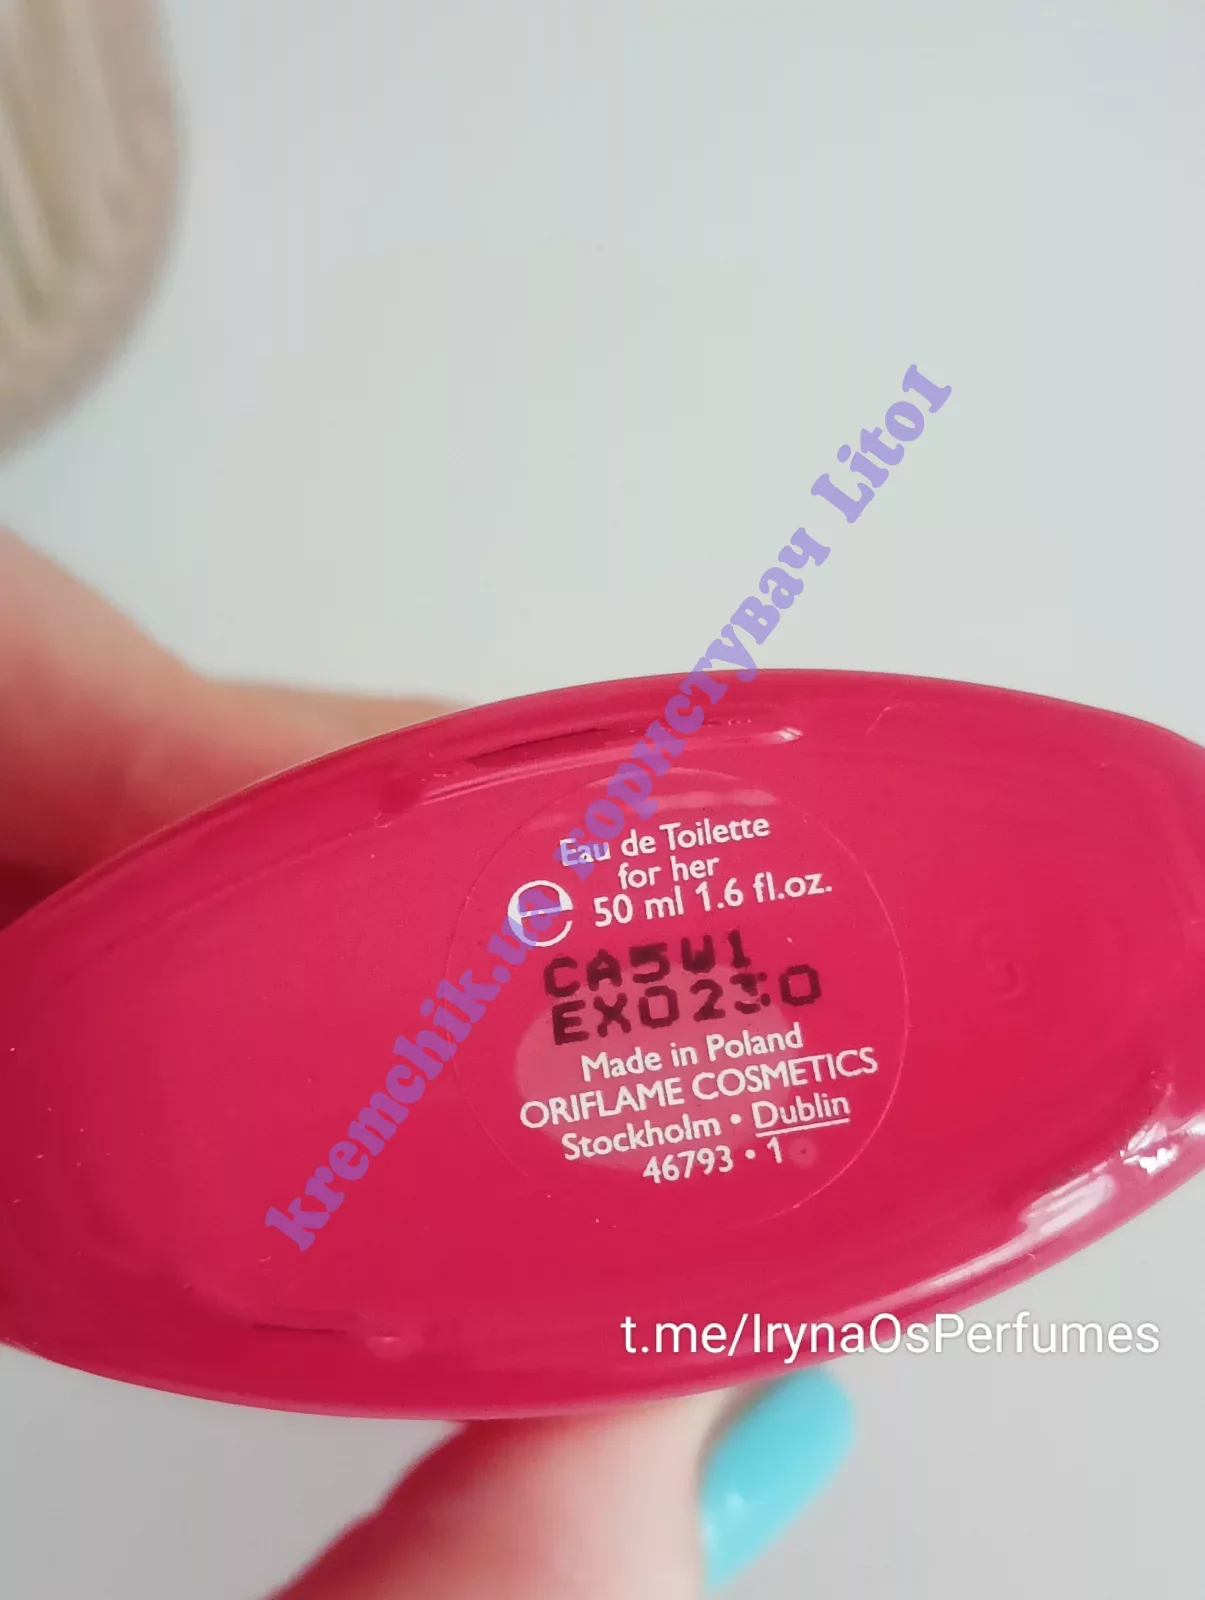 Eau de Toilette
for her
e 50 ml 1.6 fl.oz.
CA5W1
EX0230
Made in Poland
ORIFLAME COSMETICS
Stockholm • Dublin
46793 • 1
kremchik.ua користувач Lito1
t.me/IrynaOsPerfumes